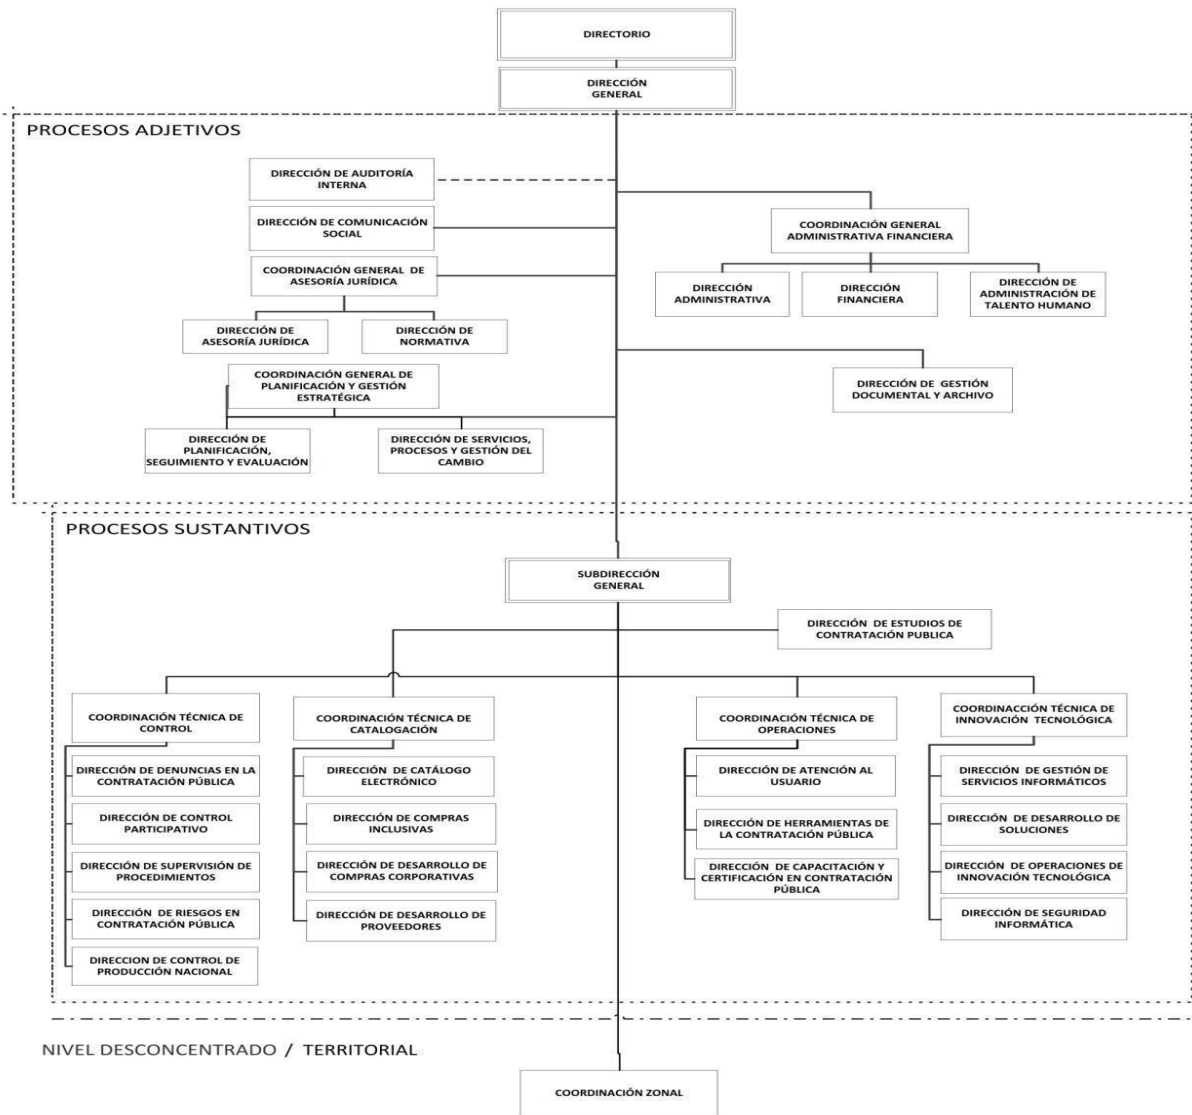 DIRECTORIO
DIRECCIÓN
GENERAL
PROCESOS ADJETIVOS
DIRECCIÓN DE AUDITORÍA
INTERNA
DIRECCIÓN DE COMUNICACIÓN
SOCIAL
COORDINACIÓN GENERAL DE
ASESORÍA JURÍDICA
DIRECCIÓN DE
ASESORÍA JURÍDICA
DIRECCIÓN DE
NORMATIVA
COORDINACIÓN GENERAL DE
PLANIFICACIÓN Y GESTIÓN
ESTRATÉGICA
DIRECCIÓN DE
PLANIFICACIÓN,
SEGUIMIENTO Y EVALUACIÓN
DIRECCIÓN DE SERVICIOS,
PROCESOS Y GESTIÓN DEL
CAMBIO
COORDINACIÓN GENERAL
ADMINISTRATIVA FINANCIERA
DIRECCIÓN
ADMINISTRATIVA
DIRECCIÓN
FINANCIERA
DIRECCIÓN DE
ADMINISTRACIÓN DE
TALENTO HUMANO
DIRECCIÓN DE GESTIÓN
DOCUMENTAL Y ARCHIVO
PROCESOS SUSTANTIVOS
SUBDIRECCIÓN
GENERAL
DIRECCIÓN DE ESTUDIOS DE
CONTRATACIÓN PUBLICA
COORDINACIÓN TÉCNICA DE
CONTROL
DIRECCIÓN DE DENUNCIAS EN LA
CONTRATACIÓN PÚBLICA
DIRECCIÓN DE CONTROL
PARTICIPATIVO
DIRECCIÓN DE SUPERVISIÓN DE
PROCEDIMIENTOS
DIRECCIÓN DE RIESGOS EN
CONTRATACIÓN PÚBLICA
DIRECCION DE CONTROL DE
PRODUCCIÓN NACIONAL
COORDINACIÓN TÉCNICA DE
CATALOGACIÓN
DIRECCIÓN DE CATÁLOGO
ELECTRÓNICO
DIRECCIÓN DE COMPRAS
INCLUSIVAS
DIRECCIÓN DE DESARROLLO DE
COMPRAS CORPORATIVAS
DIRECCIÓN DE DESARROLLO DE
PROVEEDORES
COORDINACIÓN TÉCNICA DE
OPERACIONES
DIRECCIÓN DE ATENCIÓN AL
USUARIO
DIRECCIÓN DE HERRAMIENTAS DE
LA CONTRATACIÓN PÚBLICA
DIRECCIÓN DE CAPACITACIÓN Y
CERTIFICACIÓN EN CONTRATACIÓN
PÚBLICA
COORDINACCIÓN TÉCNICA DE
INNOVACIÓN TECNOLÓGICA
DIRECCIÓN DE GESTIÓN DE
SERVICIOS INFORMÁTICOS
DIRECCIÓN DE DESARROLLO DE
SOLUCIONES
DIRECCIÓN DE OPERACIONES DE
INNOVACIÓN TECNOLÓGICA
DIRECCIÓN DE SEGURIDAD
INFORMÁTICA
NIVEL DESCONCENTRADO / TERRITORIAL
COORDINACIÓN ZONAL